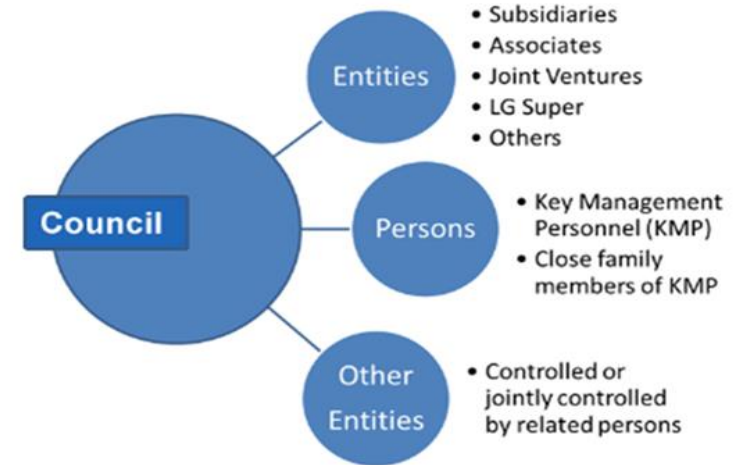 Council
Entities
• Subsidiaries
• Associates
• Joint Ventures
• LG Super
• Others
Persons
• Key Management
Personnel (KMP)
• Close family
members of KMP
Other
Entities
• Controlled or
jointly controlled
by related persons